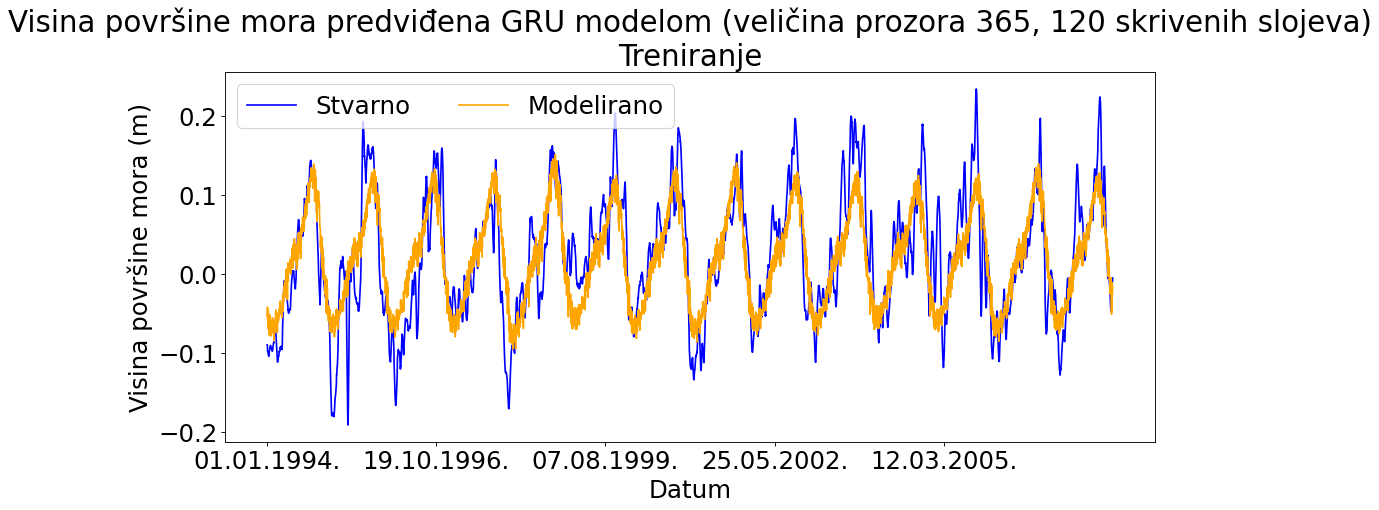 Visina površine mora predviđena GRU modelom (veličina prozora 365, 120 skrivenih slojeva)
Treniranje
Stvarno Modelirano
Visina površine mora (m)
0.2
0.1
0.0
−0.1
−0.2
01.01.1994. 19.10.1996. 07.08.1999. 25.05.2002. 12.03.2005.
Datum